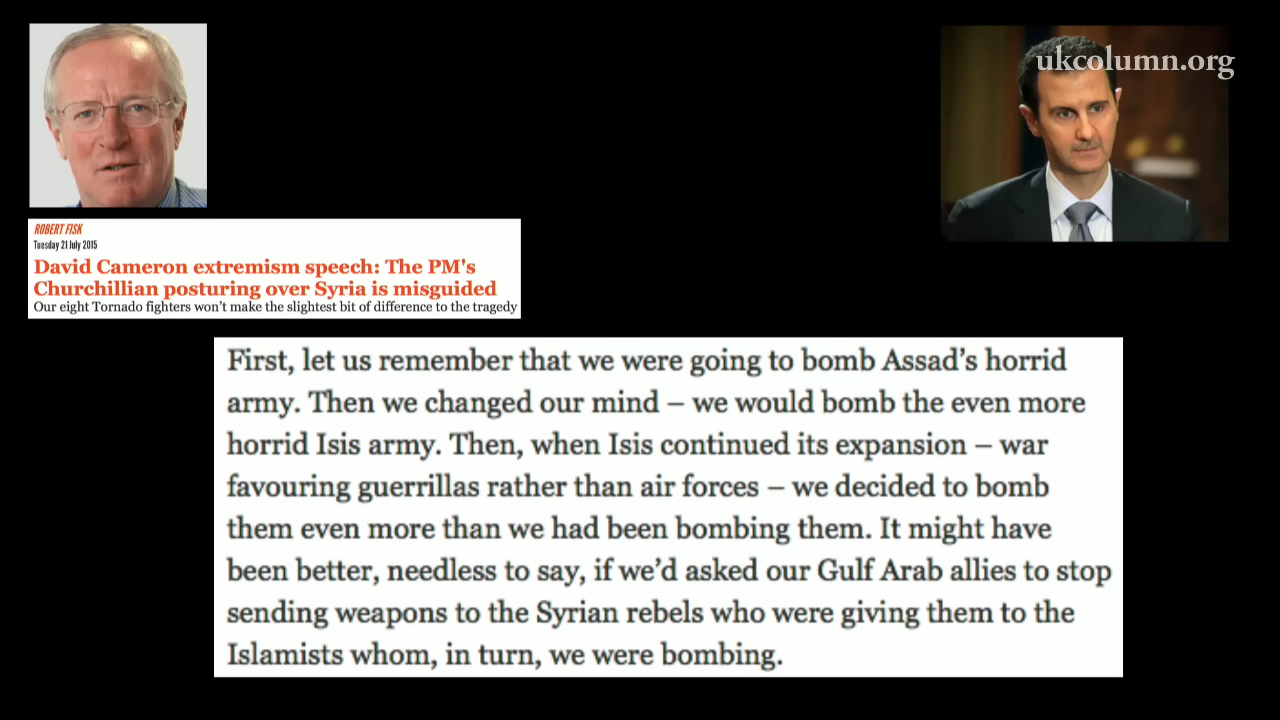 ukcolumn.org
ROBERT FISK
Tuesday 21 July 2015
David Cameron extremism speech: The PM's
Churchillian posturing over Syria is misguided
Our eight Tornado fighters won't make the slightest bit of difference to the tragedy
First, let us remember that we were going to bomb Assad's horrid
army. Then we changed our mind – we would bomb the even more
horrid Isis army. Then, when Isis continued its expansion – war
favouring guerrillas rather than air forces – we decided to bomb
them even more than we had been bombing them. It might have
been better, needless to say, if we'd asked our Gulf Arab allies to stop
sending weapons to the Syrian rebels who were giving them to the
Islamists whom, in turn, we were bombing.